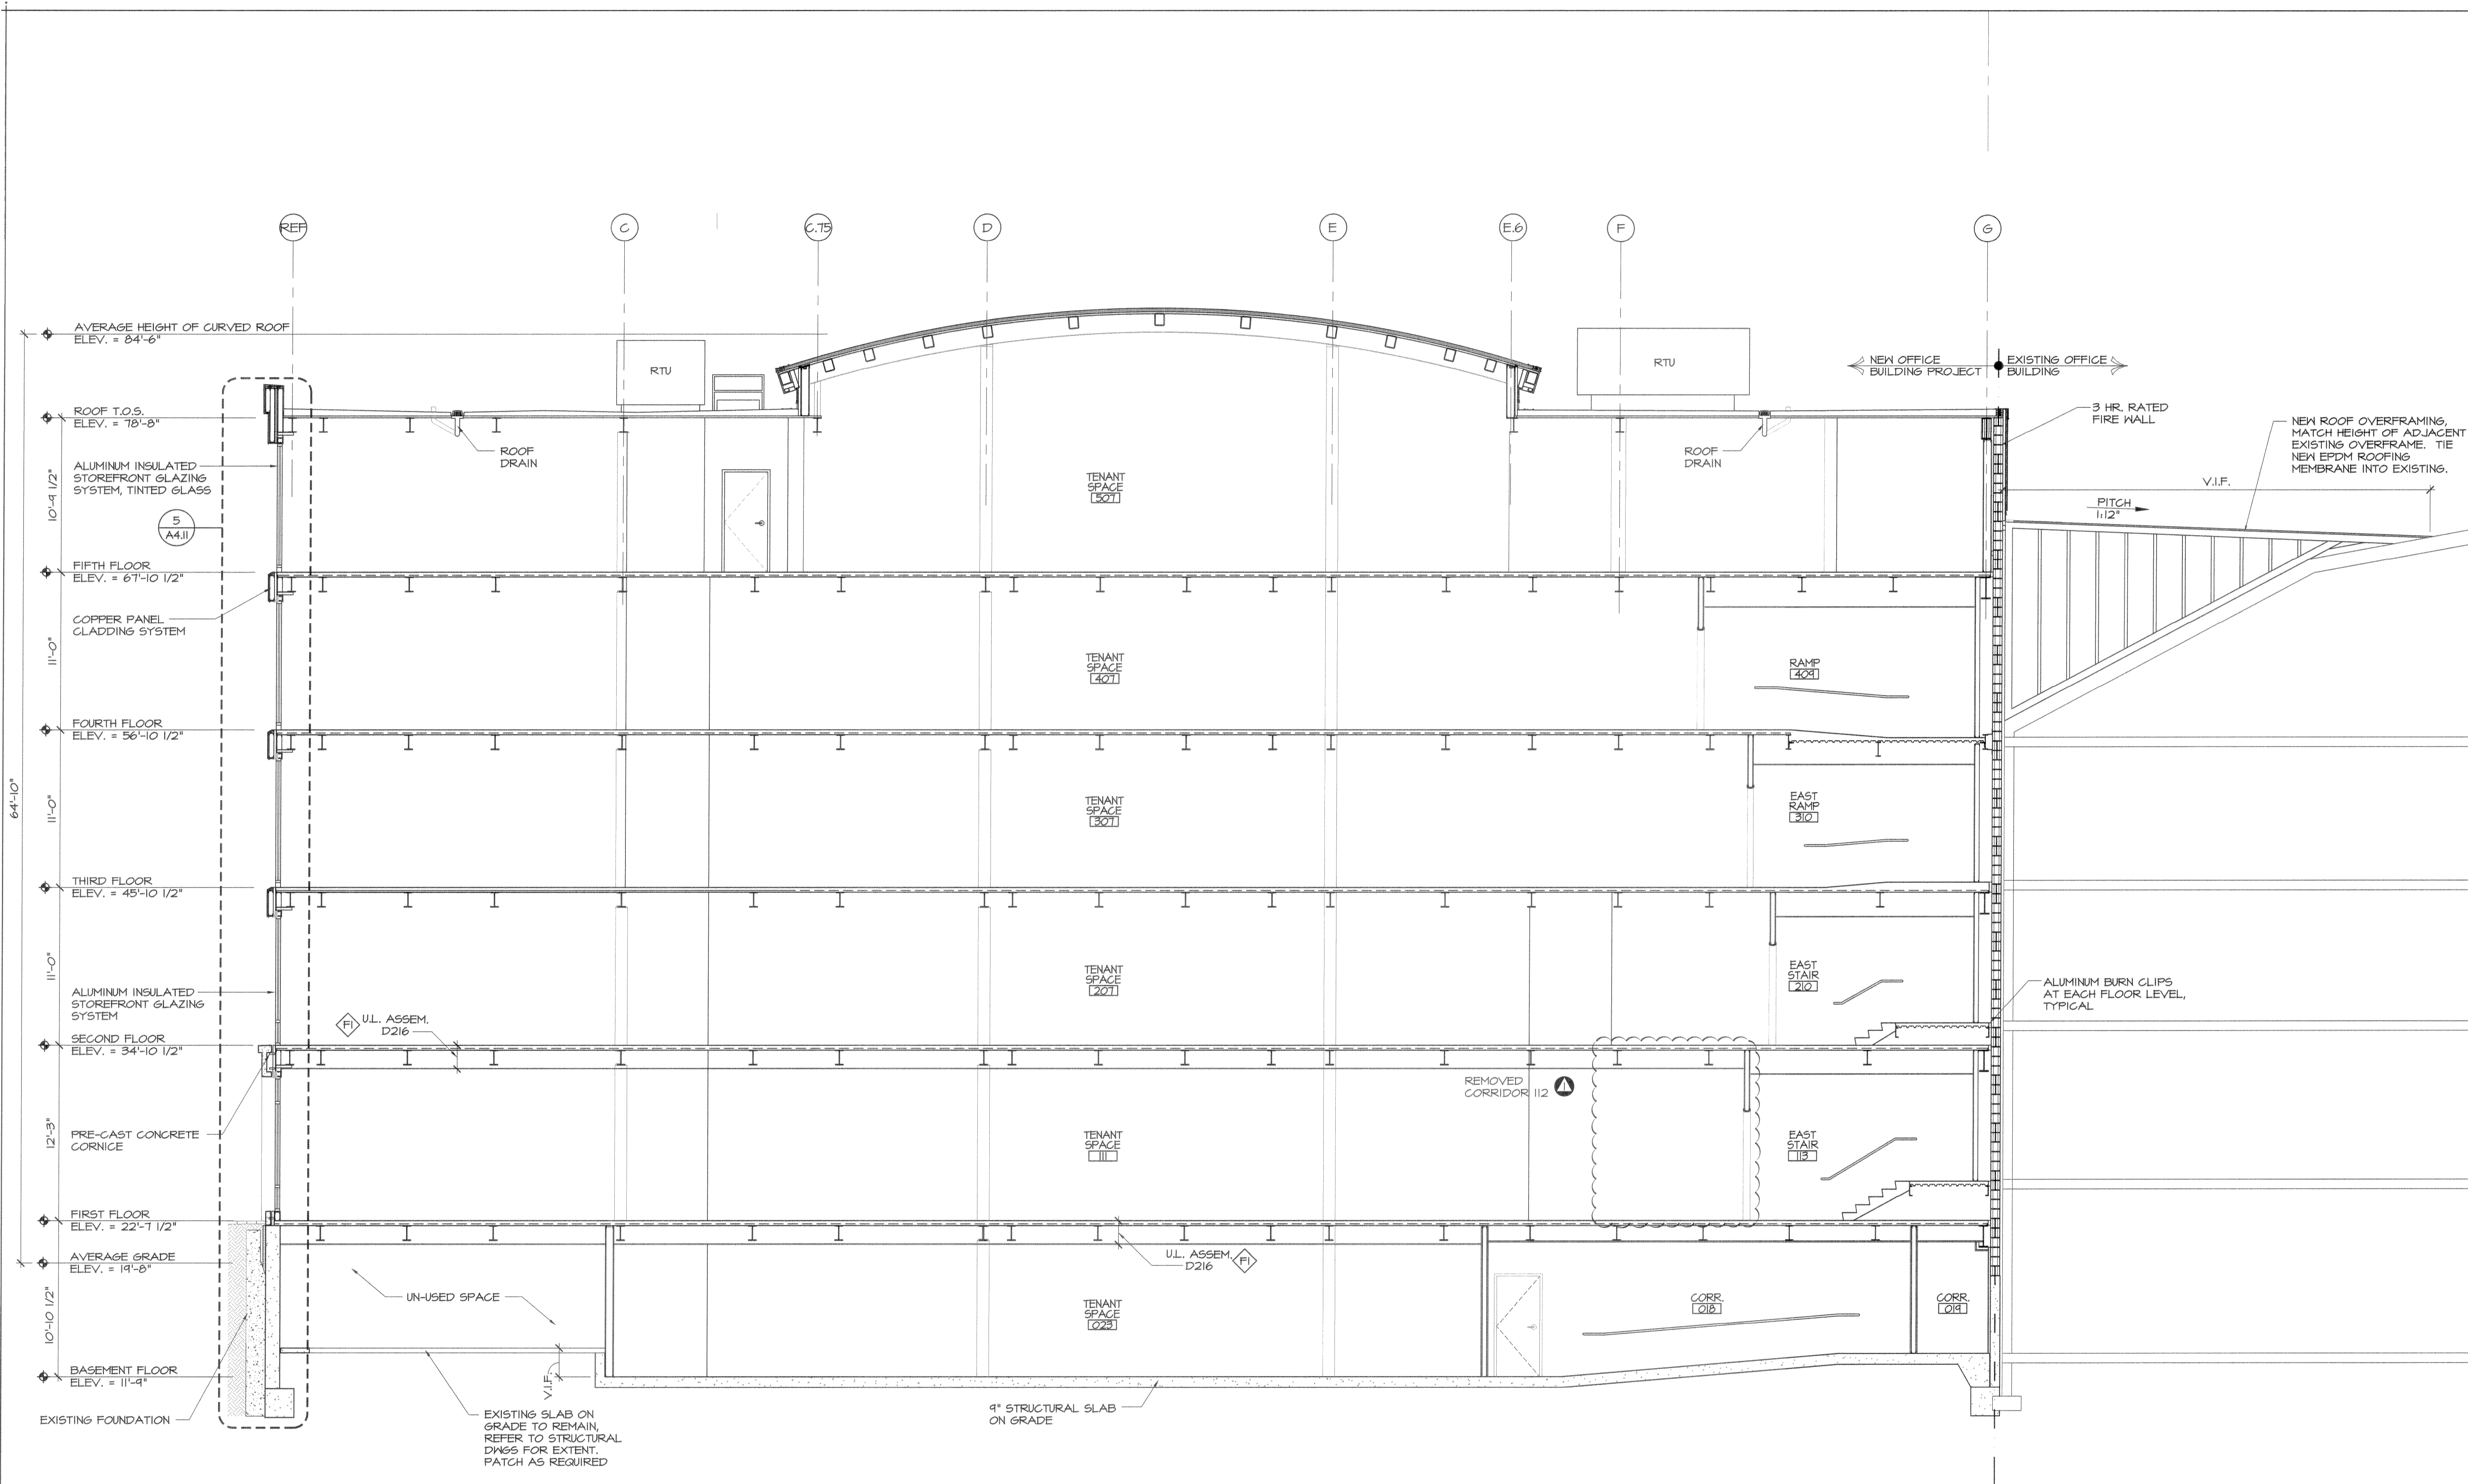 REF
C
C.75
D
E
E.6
F
G
AVERAGE HEIGHT OF CURVED ROOF
ELEV. = 84'-6"
RTU
RTU
NEW OFFICE
BUILDING PROJECT
EXISTING OFFICE
BUILDING
ROOF T.O.S.
ELEV. = 78'-8"
3 HR. RATED
FIRE WALL
NEW ROOF OVERFRAMING,
MATCH HEIGHT OF ADJACENT
EXISTING OVERFRAME. TIE
NEW EPDM ROOFING
MEMBRANE INTO EXISTING.
ROOF
DRAIN
ROOF
DRAIN
ALUMINUM INSULATED
STOREFRONT GLAZING
SYSTEM, TINTED GLASS
10'-9 1/2"
TENANT
SPACE
507
V.I.F.
PITCH
1:12"
5
A4.11
FIFTH FLOOR
ELEV. = 67'-10 1/2"
COPPER PANEL
CLADDING SYSTEM
11'-0"
TENANT
SPACE
407
RAMP
409
FOURTH FLOOR
ELEV. = 56'-10 1/2"
64'-10"
11'-0"
TENANT
SPACE
307
EAST
RAMP
310
THIRD FLOOR
ELEV. = 45'-10 1/2"
11'-0"
TENANT
SPACE
207
EAST
STAIR
210
ALUMINUM INSULATED
STOREFRONT GLAZING
SYSTEM
ALUMINUM BURN CLIPS
AT EACH FLOOR LEVEL,
TYPICAL
F1
U.L. ASSEM.
D216
SECOND FLOOR
ELEV. = 34'-10 1/2"
REMOVED
CORRIDOR 112
1
12'-3"
PRE-CAST CONCRETE
CORNICE
TENANT
SPACE
111
EAST
STAIR
113
FIRST FLOOR
ELEV. = 22'-7 1/2"
AVERAGE GRADE
ELEV. = 19'-8"
U.L. ASSEM.
D216
F1
10'-10 1/2"
UN-USED SPACE
TENANT
SPACE
023
CORR.
018
CORR.
019
BASEMENT FLOOR
ELEV. = 11'-9"
V.I.F.
EXISTING FOUNDATION
EXISTING SLAB ON
GRADE TO REMAIN,
REFER TO STRUCTURAL
DWGS FOR EXTENT.
PATCH AS REQUIRED
9" STRUCTURAL SLAB
ON GRADE